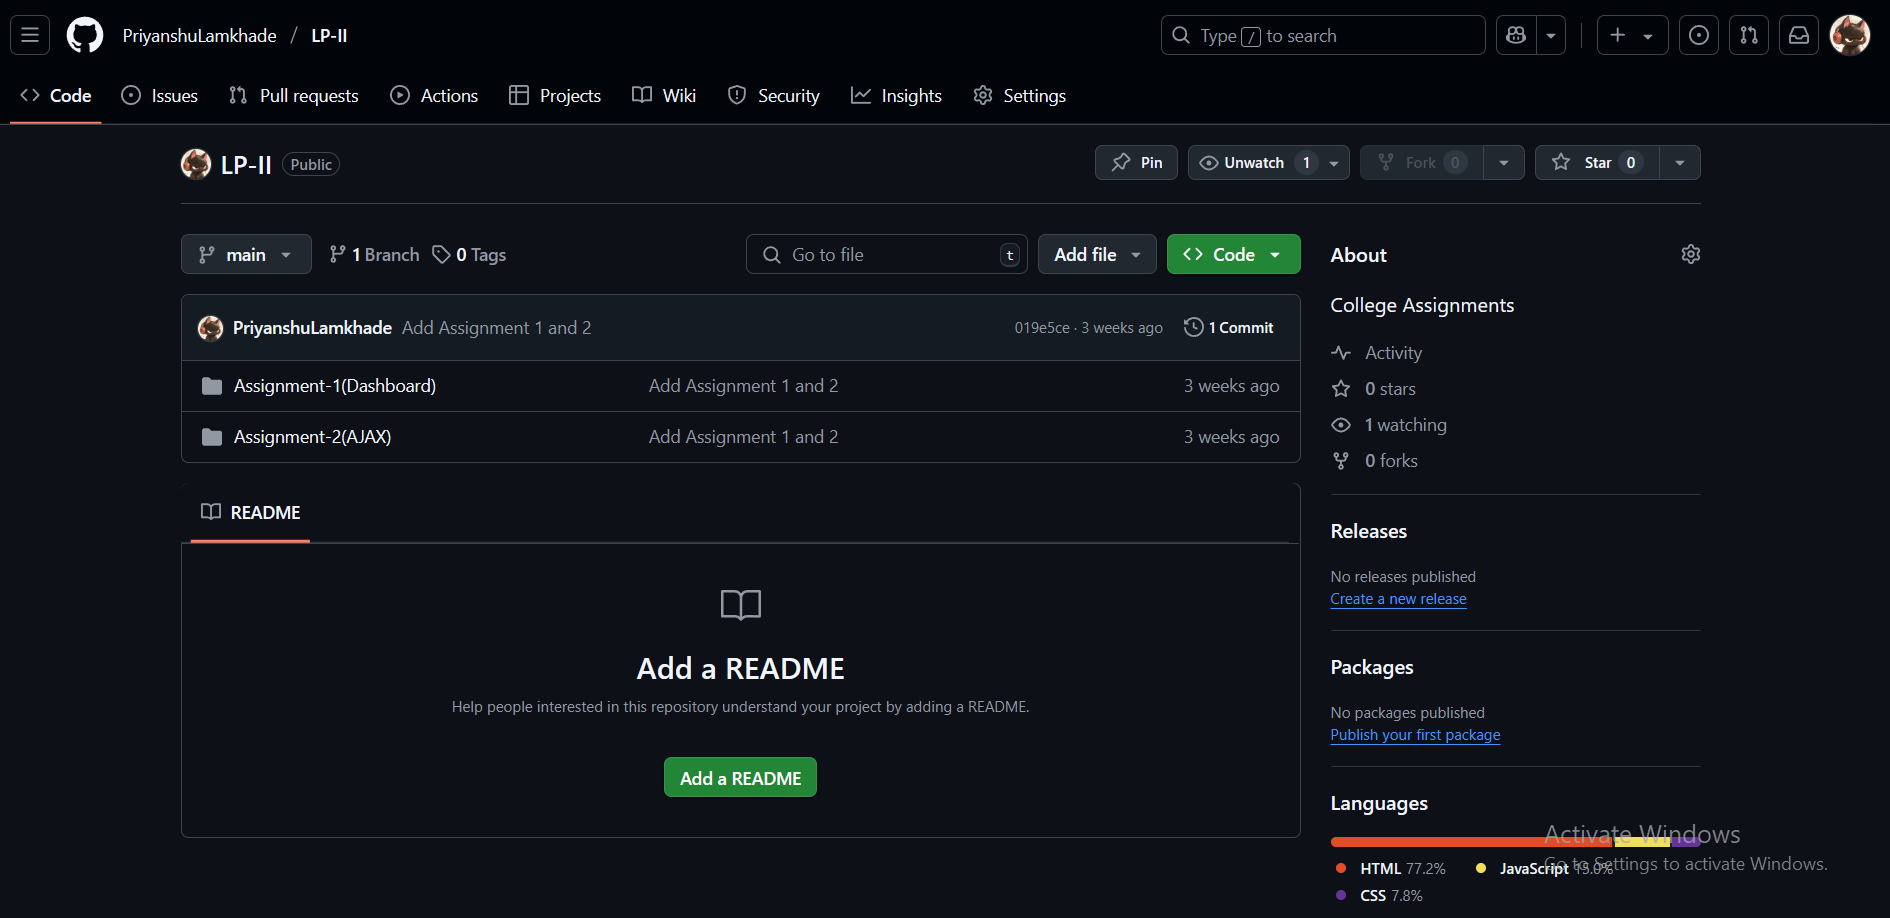 PriyanshuLamkhade / LP-II
Type / to search
Code Issues Pull requests Actions Projects Wiki Security Insights Settings
LP-II Public
Pin Unwatch 1 Fork 0 Star 0
main 1 Branch 0 Tags
Go to file t Add file Code
PriyanshuLamkhade Add Assignment 1 and 2 019e5ce · 3 weeks ago 1 Commit
Assignment-1(Dashboard) Add Assignment 1 and 2 3 weeks ago
Assignment-2(AJAX) Add Assignment 1 and 2 3 weeks ago
README
Add a README
Help people interested in this repository understand your project by adding a README.
Add a README
About
College Assignments
Activity
0 stars
1 watching
0 forks
Releases
No releases published
Create a new release
Packages
No packages published
Publish your first package
Languages
HTML 77.2% JavaScript 15.0%
CSS 7.8%
Activate Windows
Go to Settings to activate Windows.